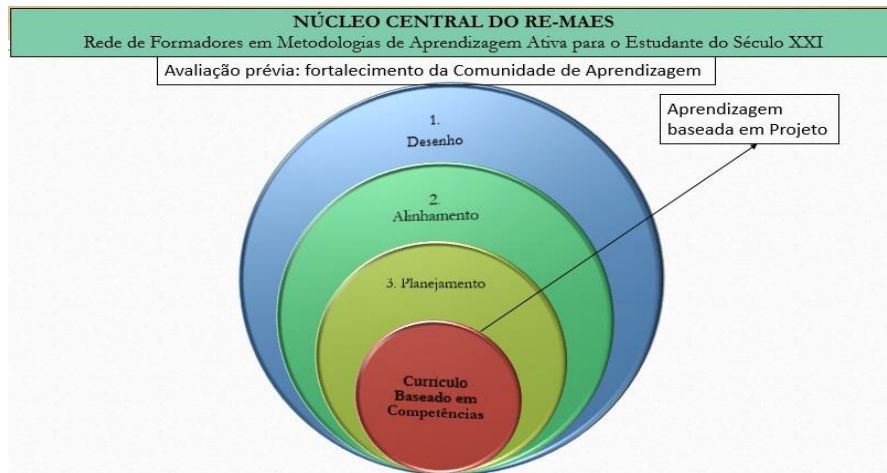 NÚCLEO CENTRAL DO RE-MAES
Rede de Formadores em Metodologias de Aprendizagem Ativa para o Estudante do Século XXI
Avaliação prévia: fortalecimento da Comunidade de Aprendizagem
Aprendizagem
baseada em Projeto
1.
Desenho
2.
Alinhamento
3. Planejamento
Currículo
Baseado em
Competências